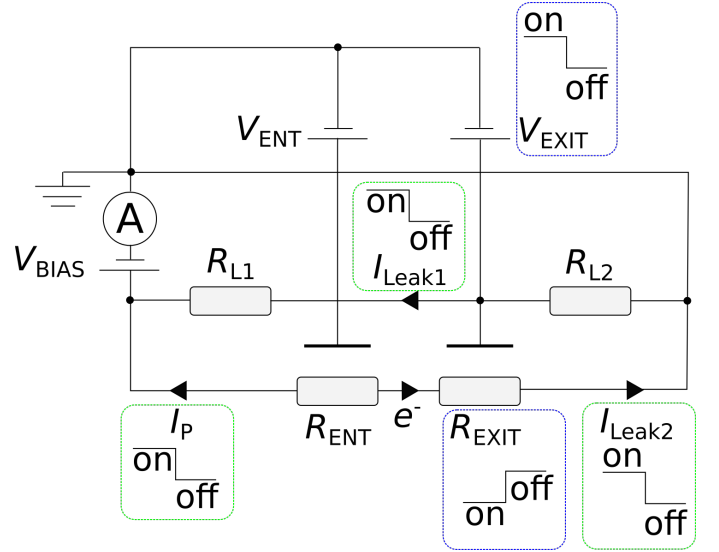 on
off
V_ENT
V_EXIT
A
V_BIAS
on
off
R_L1
I_Leak1
R_L2
I_P
R_ENT
e⁻
R_EXIT
I_Leak2
on
off
off
on
on
off